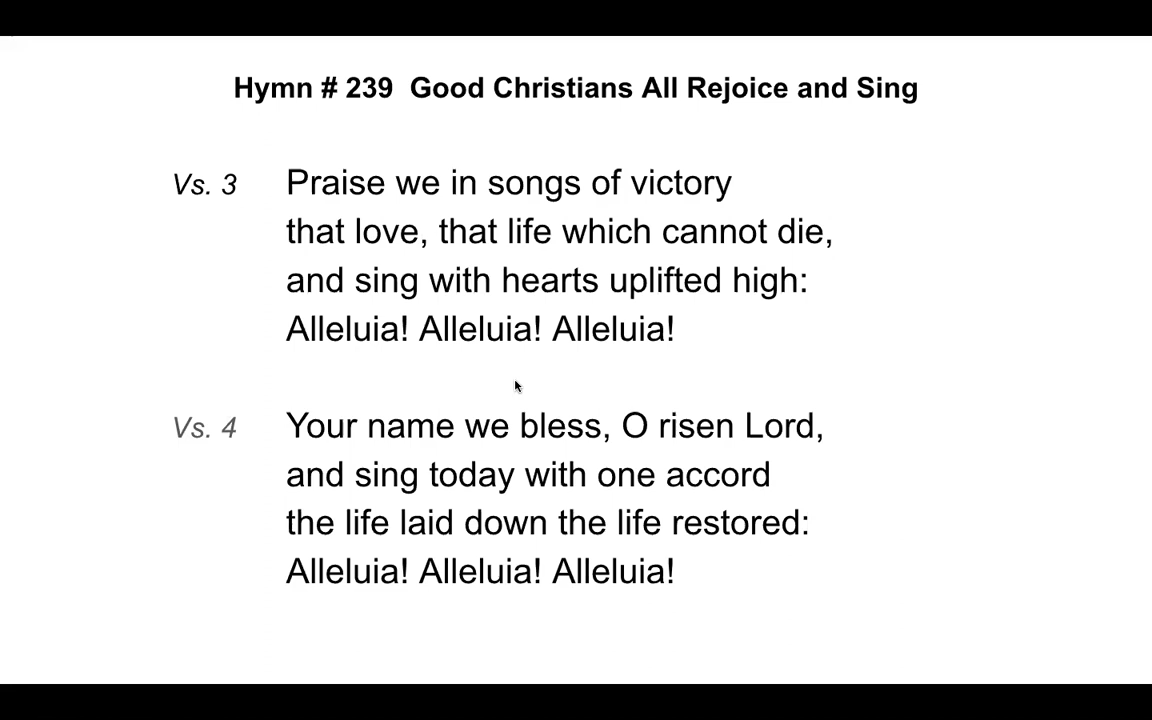 Hymn # 239  Good Christians All Rejoice and Sing
Vs. 3 Praise we in songs of victory
that love, that life which cannot die,
and sing with hearts uplifted high:
Alleluia! Alleluia! Alleluia!
Vs. 4 Your name we bless, O risen Lord,
and sing today with one accord
the life laid down the life restored:
Alleluia! Alleluia! Alleluia!